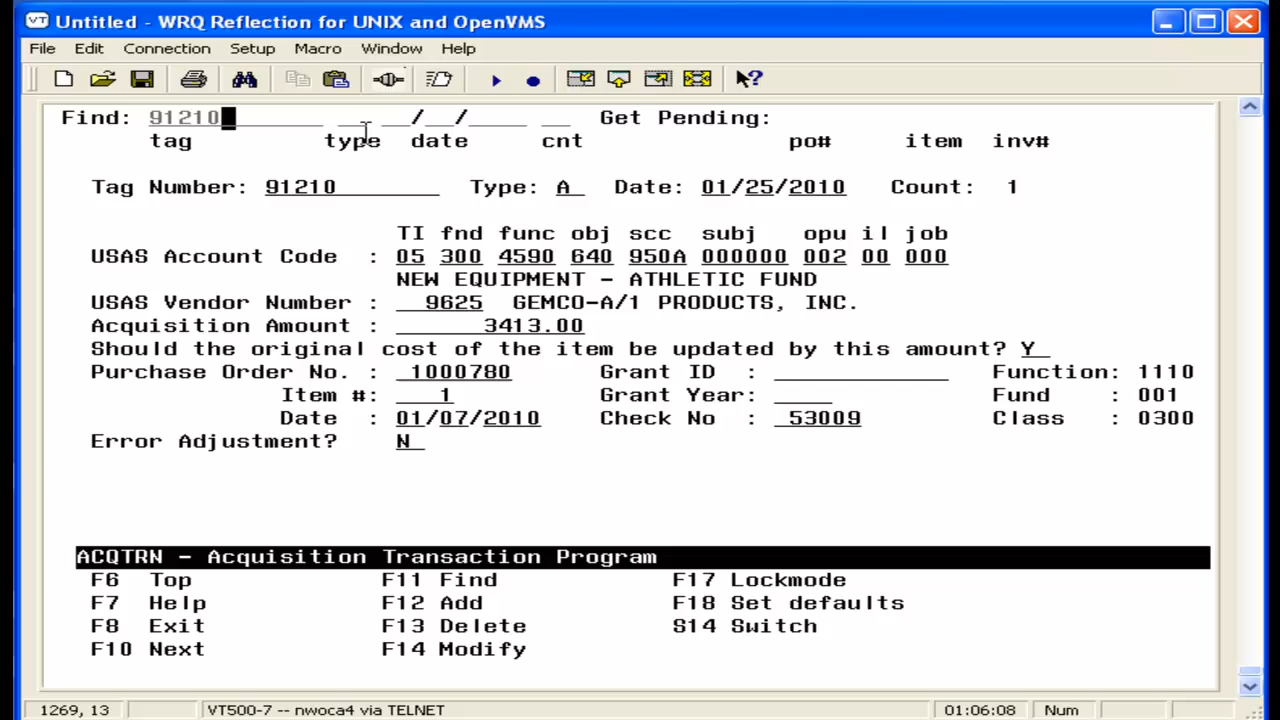 Untitled - WRQ Reflection for UNIX and OpenVMS
File Edit Connection Setup Macro Window Help
Find: 91210 __/__/____ __ Get Pending:
tag type date cnt po# item inv#
Tag Number: 91210 Type: A Date: 01/25/2010 Count: 1
TI fnd func obj scc subj opu il job
USAS Account Code : 05 300 4590 640 950A 000000 002 00 000
NEW EQUIPMENT - ATHLETIC FUND
USAS Vendor Number : 9625 GEMCO-A/1 PRODUCTS, INC.
Acquisition Amount : 3413.00
Should the original cost of the item be updated by this amount? Y
Purchase Order No. : 1000780 Grant ID : Function: 1110
Item #: 1 Grant Year: Fund : 001
Date : 01/07/2010 Check No : 53009 Class : 0300
Error Adjustment? N
ACQTRN - Acquisition Transaction Program
F6 Top F11 Find F17 Lockmode
F7 Help F12 Add F18 Set defaults
F8 Exit F13 Delete S14 Switch
F10 Next F14 Modify
1269, 13 VT500-7 -- nwoca4 via TELNET 01:06:08 Num